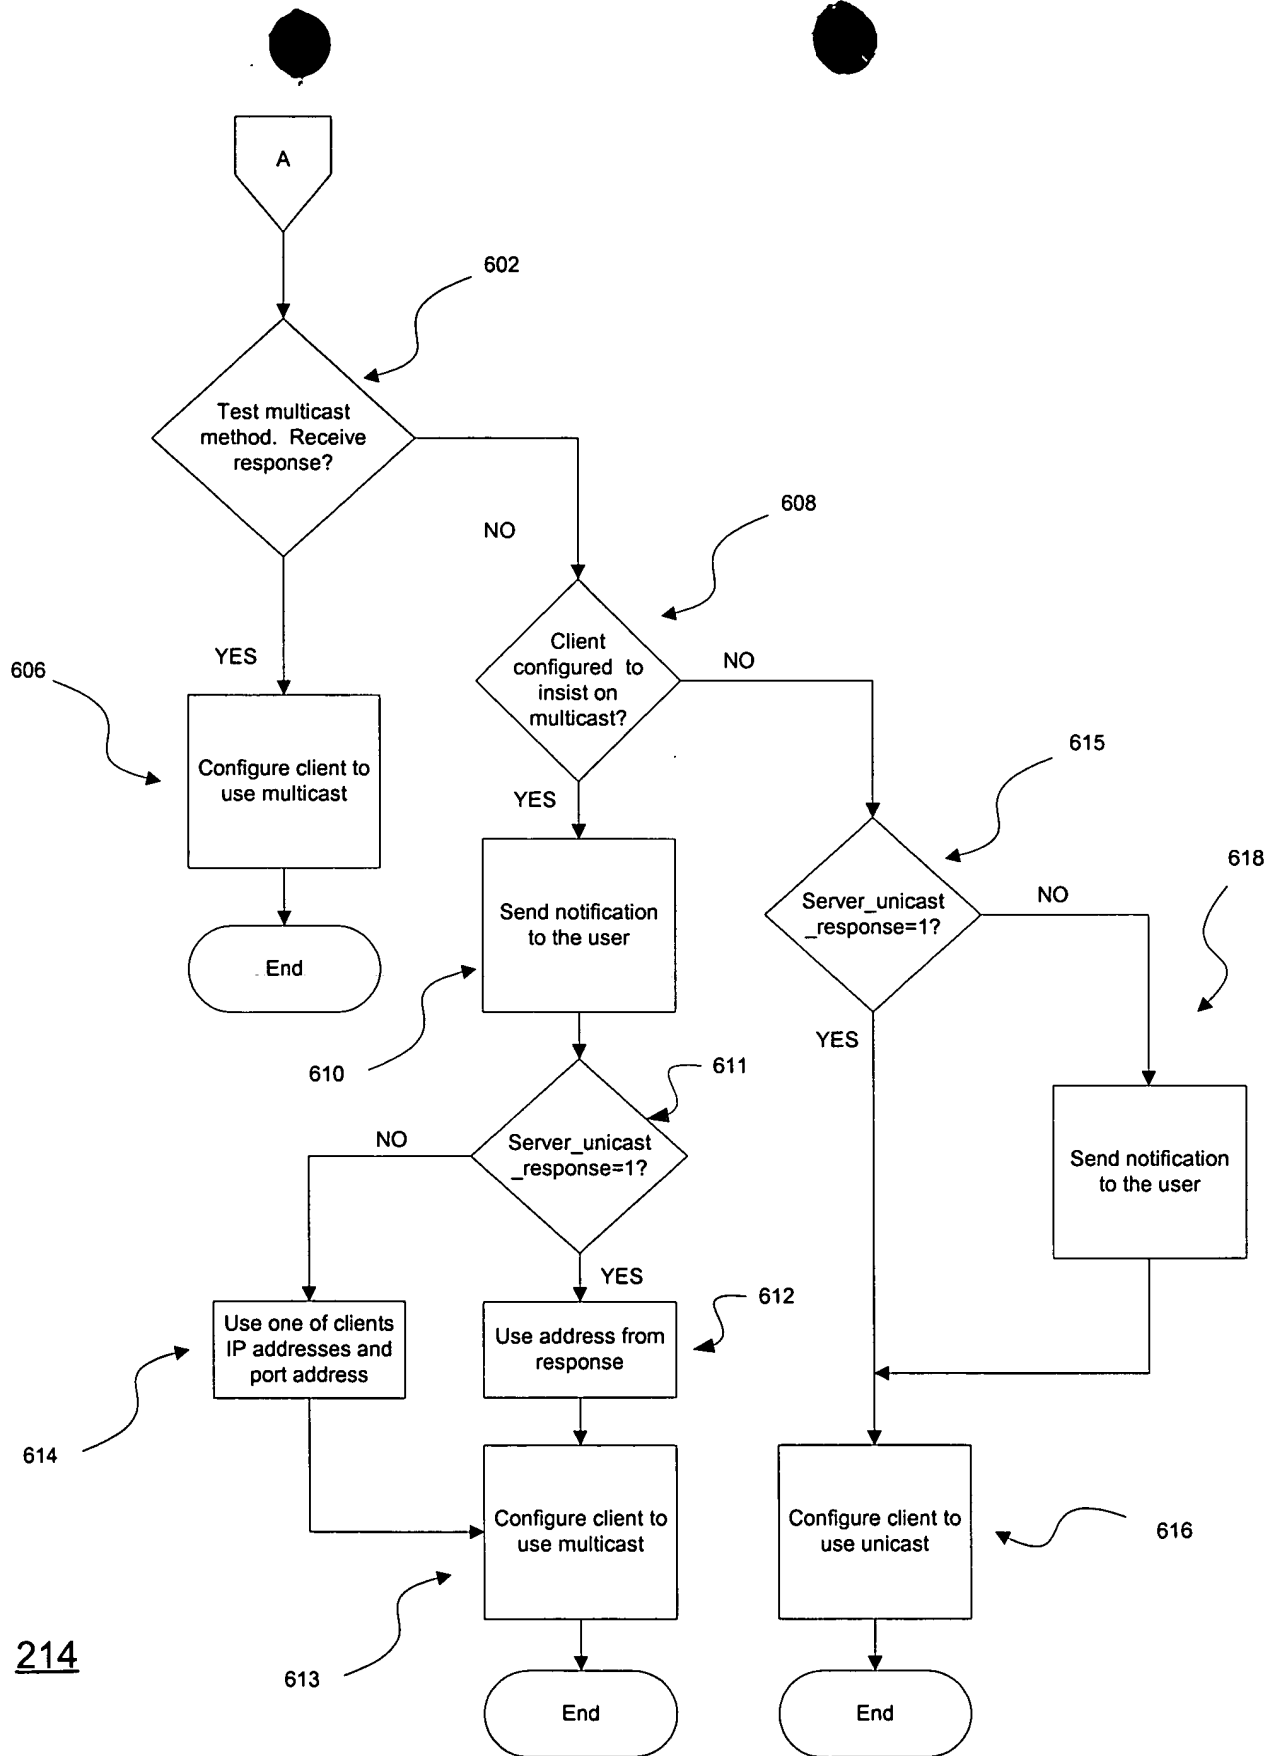 A
602
Test multicast
method. Receive
response?
NO
608
YES
606
Client
configured to
insist on
multicast?
NO
Configure client to
use multicast
615
YES
End
Send notification
to the user
Server_unicast
_response=1?
NO
618
610
YES
611
NO
Server_unicast
_response=1?
Send notification
to the user
YES
612
Use one of clients
IP addresses and
port address
Use address from
response
614
Configure client to
use multicast
Configure client to
use unicast
616
214
613
End
End